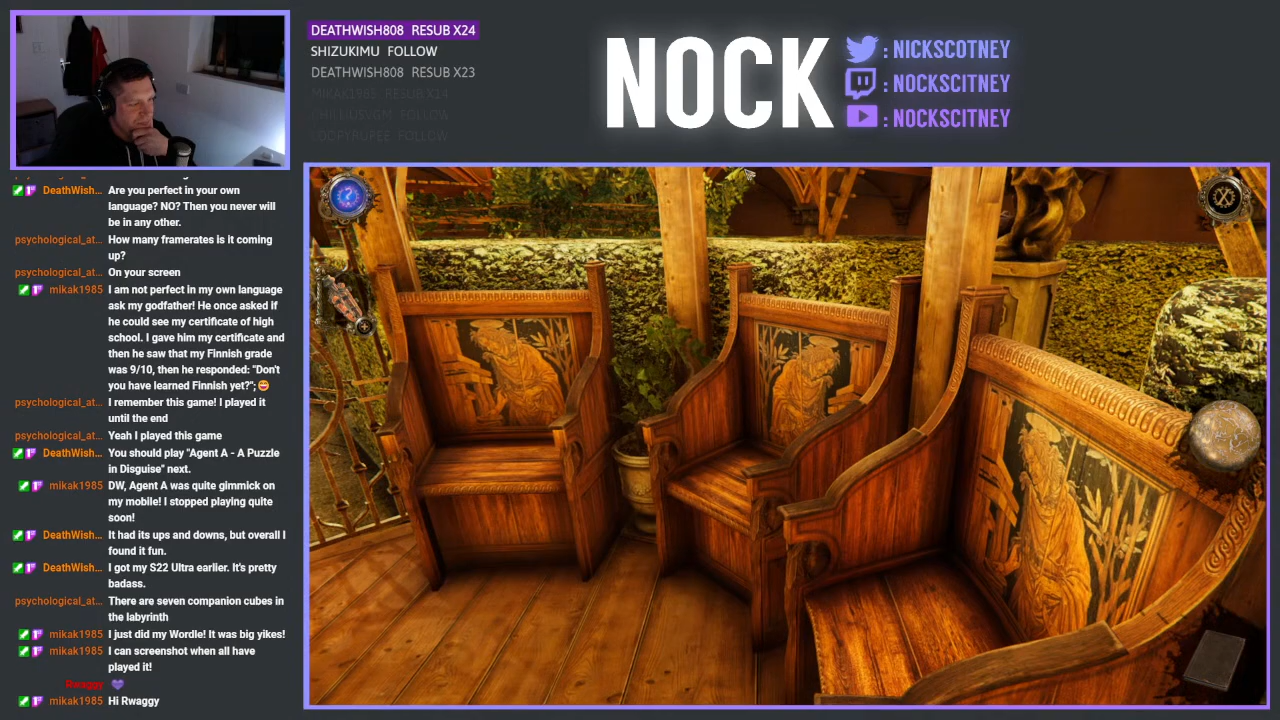 DEATHWISH808 RESUB X24
SHIZUKIMU FOLLOW
DEATHWISH808 RESUB X23
MIKAK1985 RESUB X14
NOCK
: NICKSCOTNEY
: NOCKSCITNEY
: NOCKSCITNEY
DeathWish... Are you perfect in your own
language? NO? Then you never will
be in any other.
psychological_at... How many framerates is it coming
up?
psychological_at... On your screen
mikak1985 I am not perfect in my own language
ask my godfather! He once asked if
he could see my certificate of high
school. I gave him my certificate and
then he saw that my Finnish grade
was 9/10, then he responded: "Don't
you have learned Finnish yet?";😄
psychological_at... I remember this game! I played it
until the end
psychological_at... Yeah I played this game
DeathWish... You should play "Agent A - A Puzzle
in Disguise" next.
mikak1985 DW, Agent A was quite gimmick on
my mobile! I stopped playing quite
soon!
DeathWish... It had its ups and downs, but overall I
found it fun.
DeathWish... I got my S22 Ultra earlier. It's pretty
badass.
psychological_at... There are seven companion cubes in
the labyrinth
mikak1985 I just did my Wordle! It was big yikes!
mikak1985 I can screenshot when all have
played it!
Rwaggy 💜
mikak1985 Hi Rwaggy
?